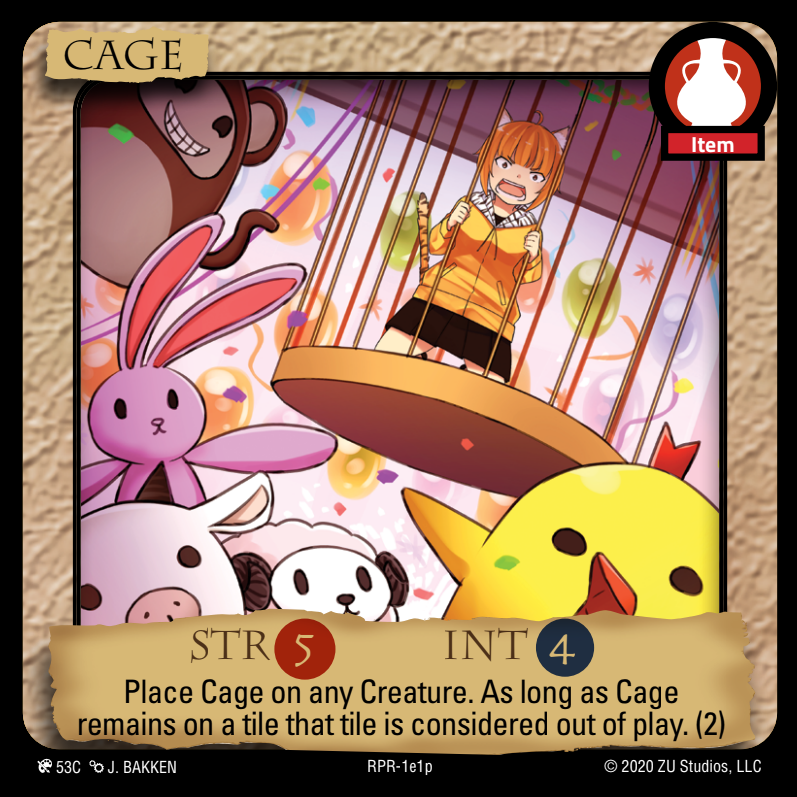 CAGE
Item
STR 5 INT 4
Place Cage on any Creature. As long as Cage
remains on a tile that tile is considered out of play. (2)
53C J. BAKKEN RPR-1e1p © 2020 ZU Studios, LLC